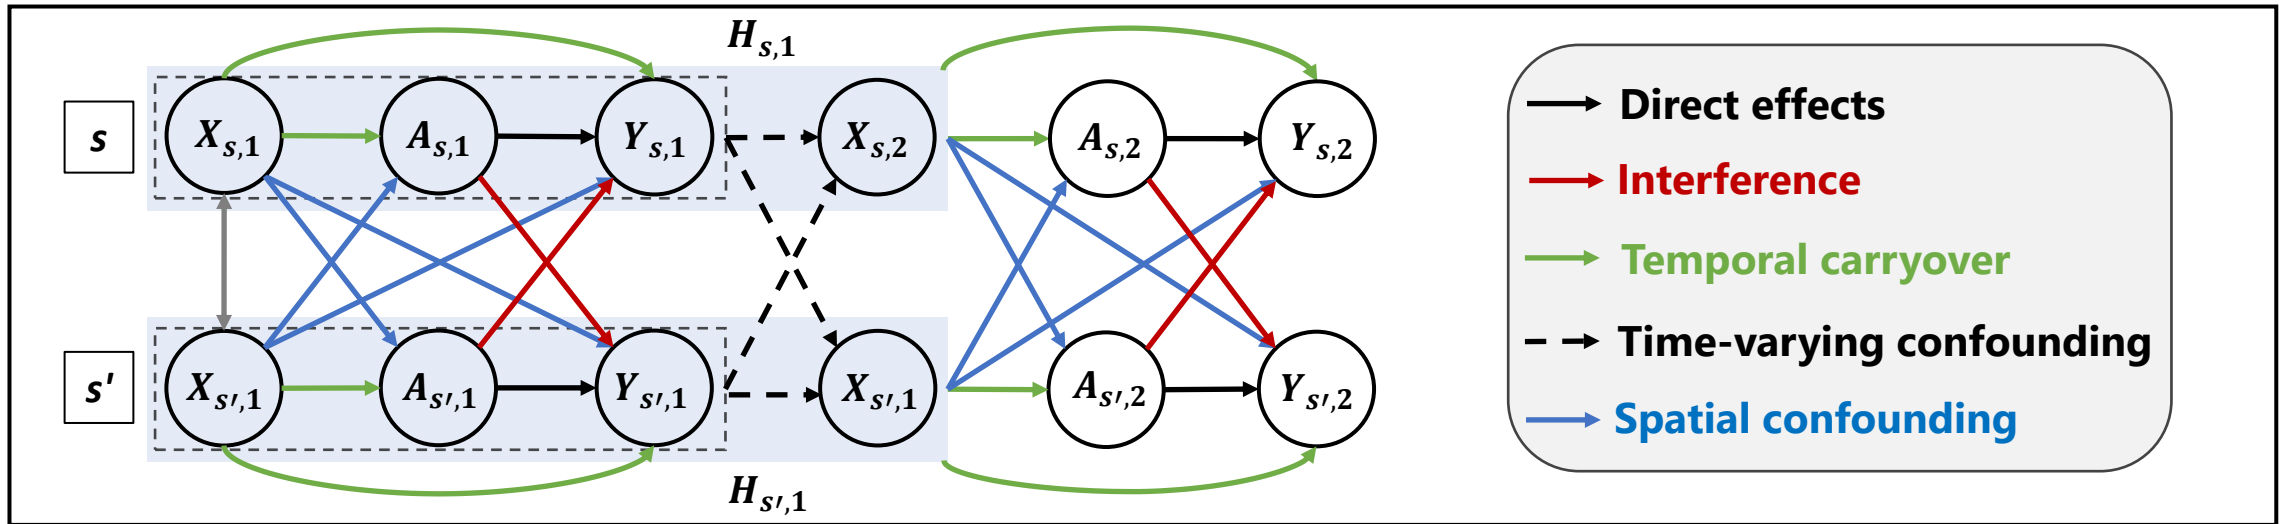 H_{s,1}
s
X_{s,1} A_{s,1} Y_{s,1} X_{s,2} A_{s,2} Y_{s,2}
s'
X_{s′,1} A_{s′,1} Y_{s′,1} X_{s′,1} A_{s′,2} Y_{s′,2}
H_{s′,1}
Direct effects
Interference
Temporal carryover
Time-varying confounding
Spatial confounding